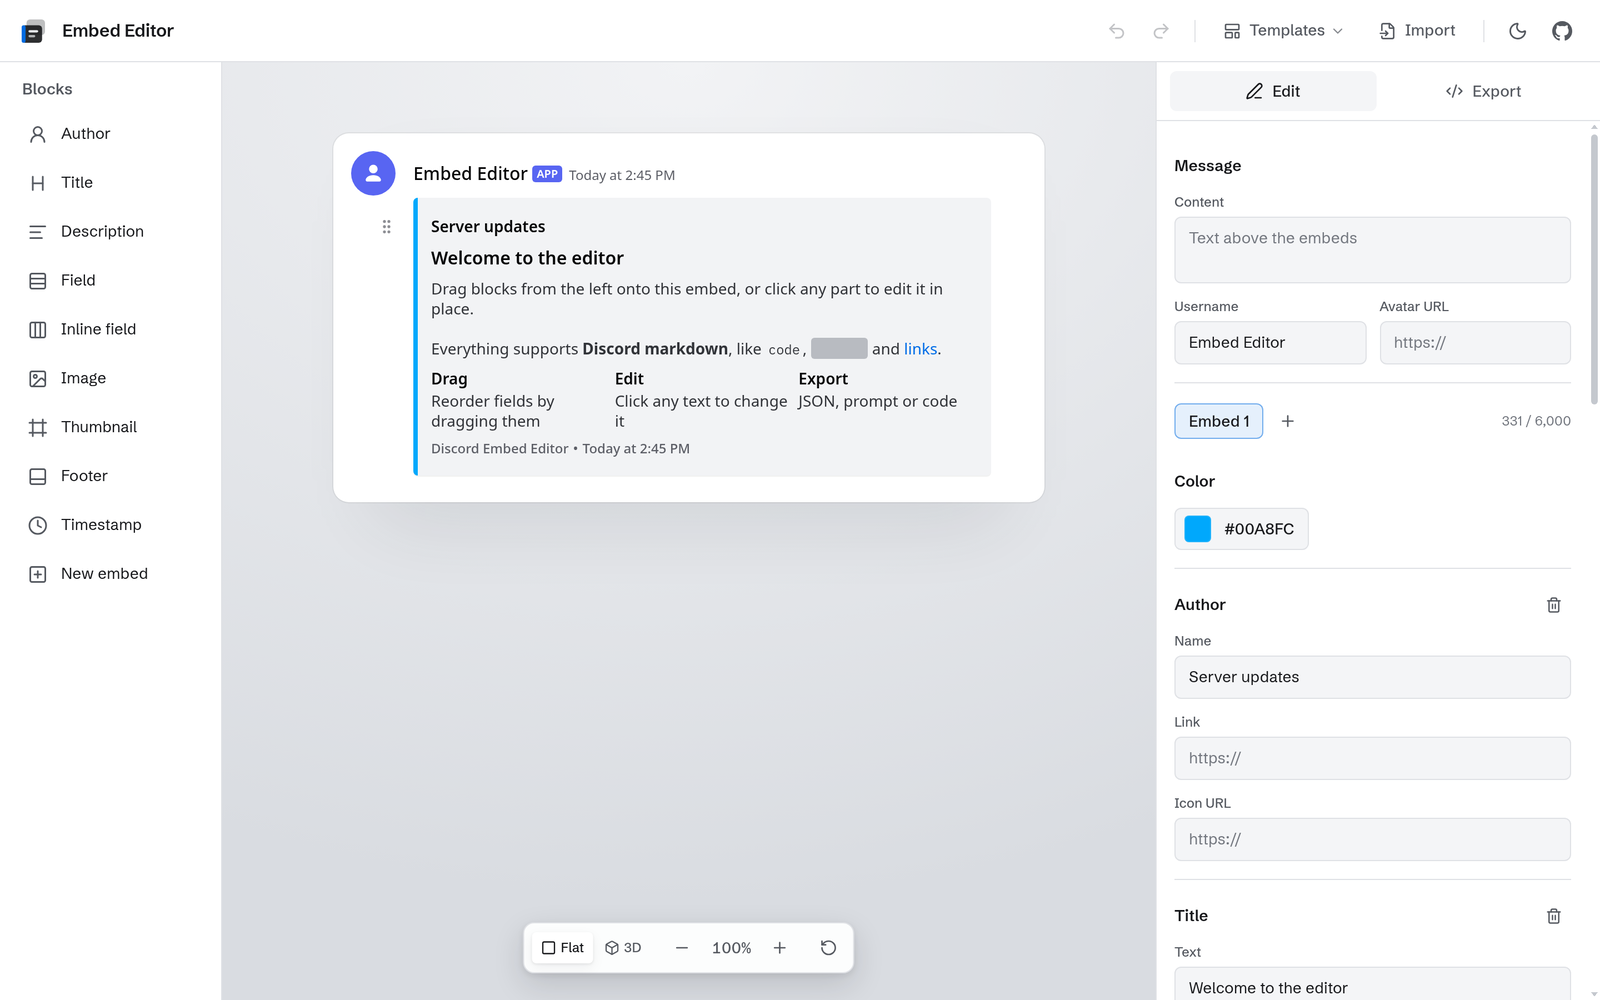 Embed Editor
Templates
Import
Blocks
Author
Title
Description
Field
Inline field
Image
Thumbnail
Footer
Timestamp
New embed
Embed Editor APP Today at 2:45 PM
Server updates
Welcome to the editor
Drag blocks from the left onto this embed, or click any part to edit it in
place.
Everything supports Discord markdown, like code, and links.
Drag Edit Export
Reorder fields by Click any text to change JSON, prompt or code
dragging them it
Discord Embed Editor • Today at 2:45 PM
Flat 3D 100%
Edit
Export
Message
Content
Text above the embeds
Username Avatar URL
Embed Editor https://
Embed 1 331 / 6,000
Color
#00A8FC
Author
Name
Server updates
Link
https://
Icon URL
https://
Title
Text
Welcome to the editor